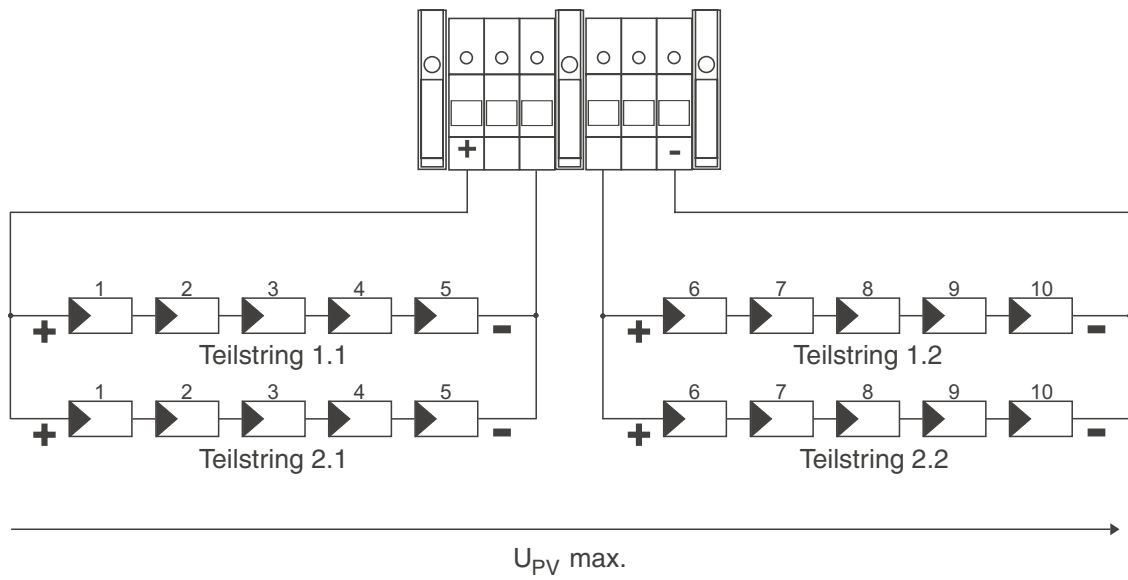 + -
1 2 3 4 5 6 7 8 9 10
+ - + -
Teilstring 1.1 Teilstring 1.2
1 2 3 4 5 6 7 8 9 10
+ - + -
Teilstring 2.1 Teilstring 2.2
UPV max.